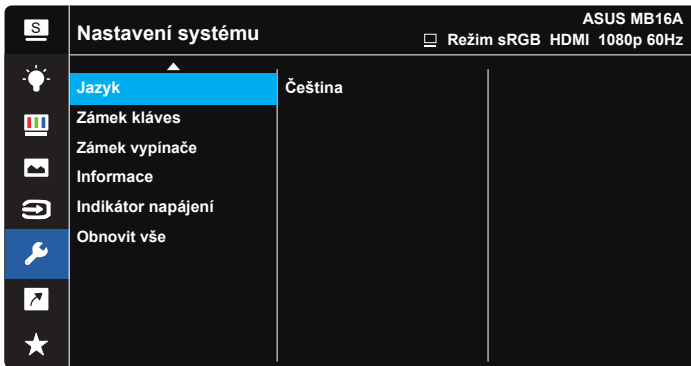 S
Nastavení systému
ASUS MB16A
Režim sRGB HDMI 1080p 60Hz
Jazyk
Čeština
Zámek kláves
Zámek vypínače
Informace
Indikátor napájení
Obnovit vše